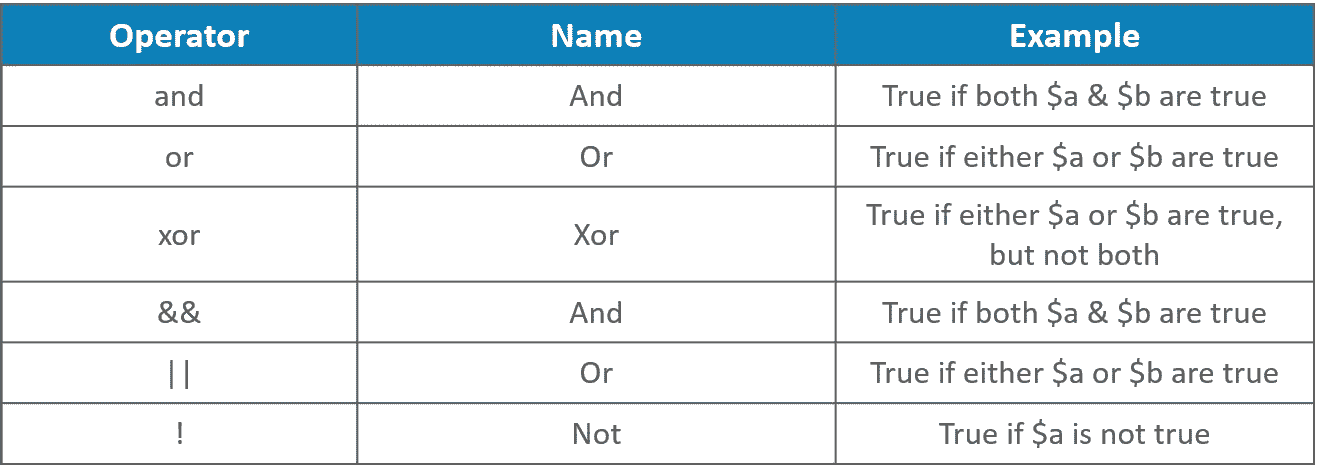 Operator Name Example
and And True if both $a & $b are true
or Or True if either $a or $b are true
xor Xor True if either $a or $b are true,
but not both
&& And True if both $a & $b are true
|| Or True if either $a or $b are true
! Not True if $a is not true